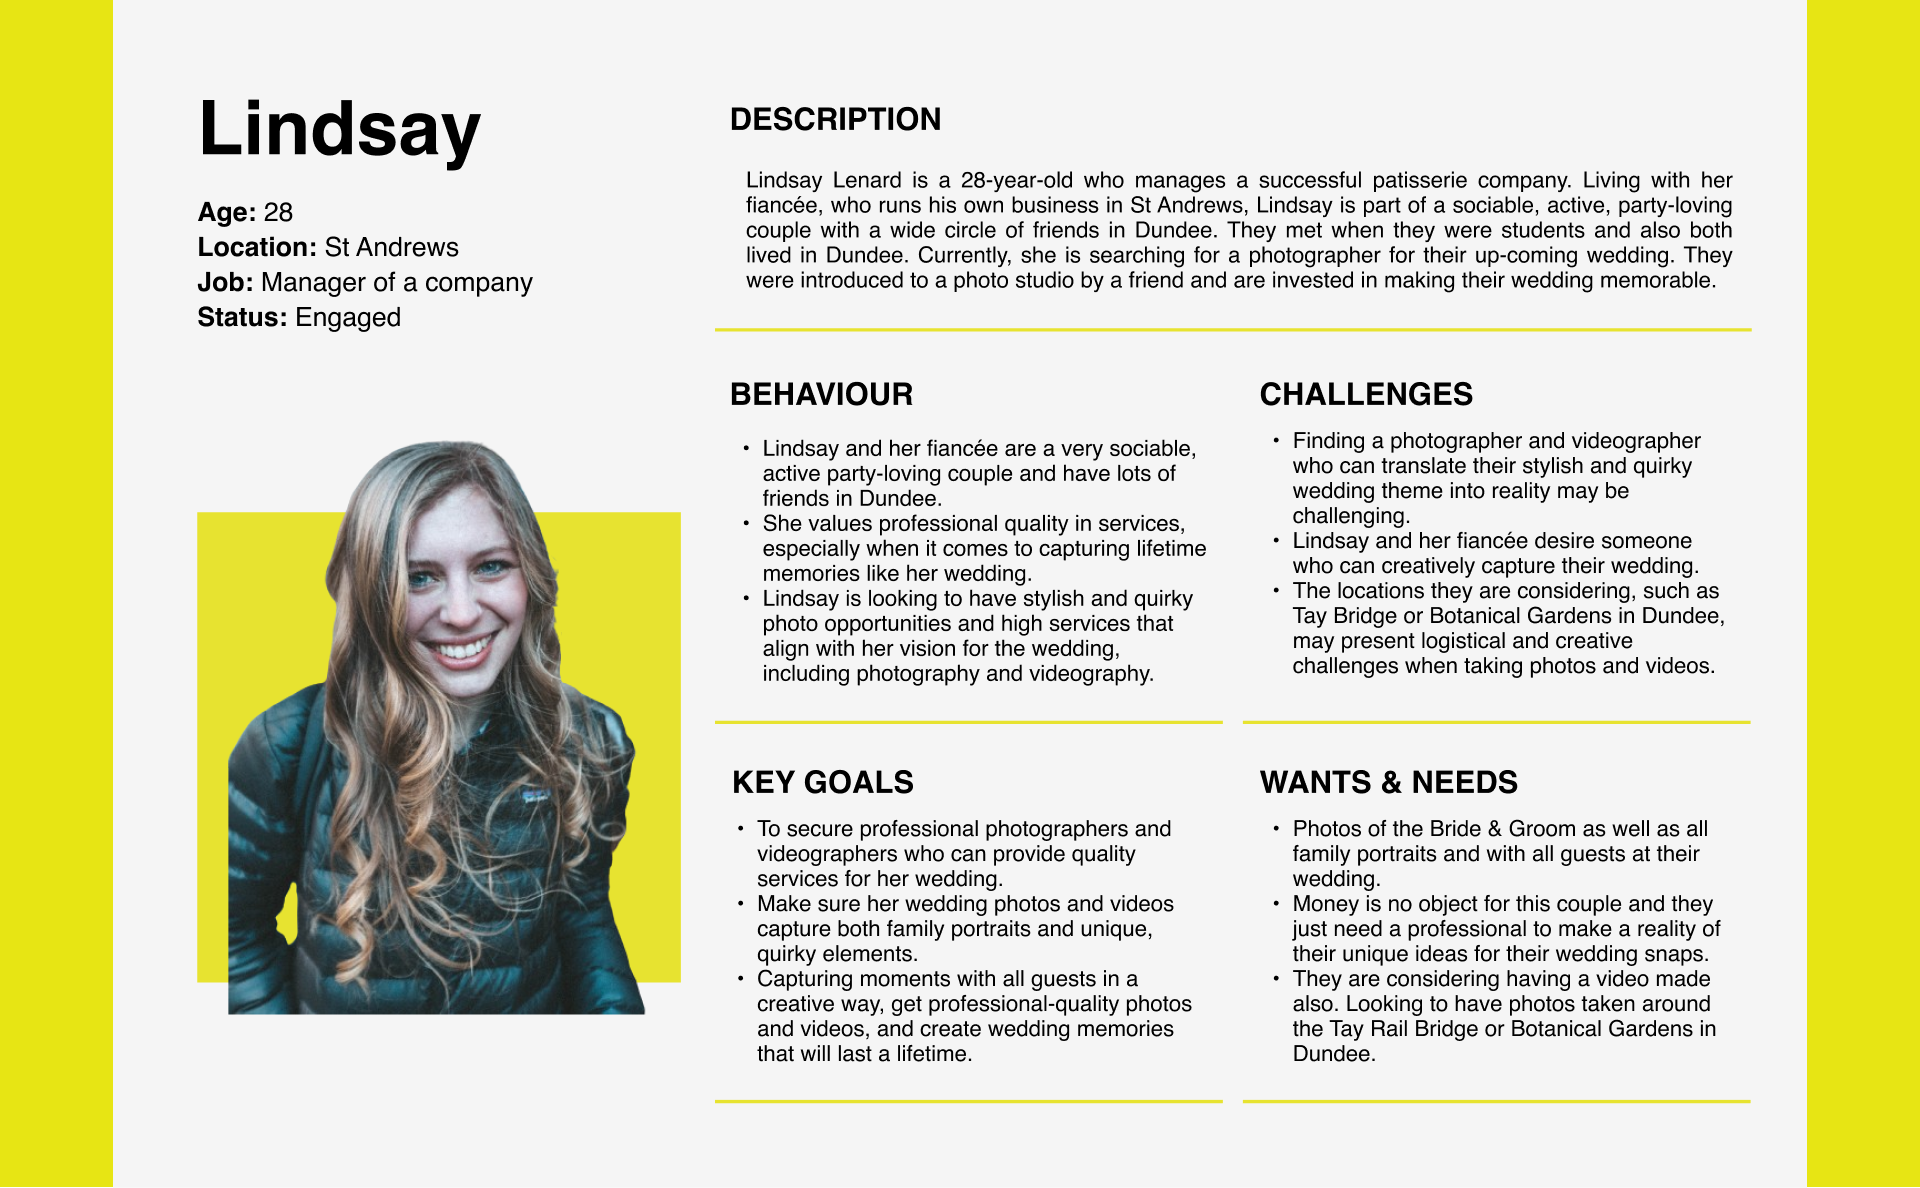 Lindsay
Age: 28
Location: St Andrews
Job: Manager of a company
Status: Engaged
DESCRIPTION
Lindsay Lenard is a 28-year-old who manages a successful patisserie company. Living with her
fiancée, who runs his own business in St Andrews, Lindsay is part of a sociable, active, party-loving
couple with a wide circle of friends in Dundee. They met when they were students and also both
lived in Dundee. Currently, she is searching for a photographer for their up-coming wedding. They
were introduced to a photo studio by a friend and are invested in making their wedding memorable.
BEHAVIOUR
• Lindsay and her fiancée are a very sociable,
active party-loving couple and have lots of
friends in Dundee.
• She values professional quality in services,
especially when it comes to capturing lifetime
memories like her wedding.
• Lindsay is looking to have stylish and quirky
photo opportunities and high services that
align with her vision for the wedding,
including photography and videography.
CHALLENGES
• Finding a photographer and videographer
who can translate their stylish and quirky
wedding theme into reality may be
challenging.
• Lindsay and her fiancée desire someone
who can creatively capture their wedding.
• The locations they are considering, such as
Tay Bridge or Botanical Gardens in Dundee,
may present logistical and creative
challenges when taking photos and videos.
KEY GOALS
• To secure professional photographers and
videographers who can provide quality
services for her wedding.
• Make sure her wedding photos and videos
capture both family portraits and unique,
quirky elements.
• Capturing moments with all guests in a
creative way, get professional-quality photos
and videos, and create wedding memories
that will last a lifetime.
WANTS & NEEDS
• Photos of the Bride & Groom as well as all
family portraits and with all guests at their
wedding.
• Money is no object for this couple and they
just need a professional to make a reality of
their unique ideas for their wedding snaps.
• They are considering having a video made
also. Looking to have photos taken around
the Tay Rail Bridge or Botanical Gardens in
Dundee.